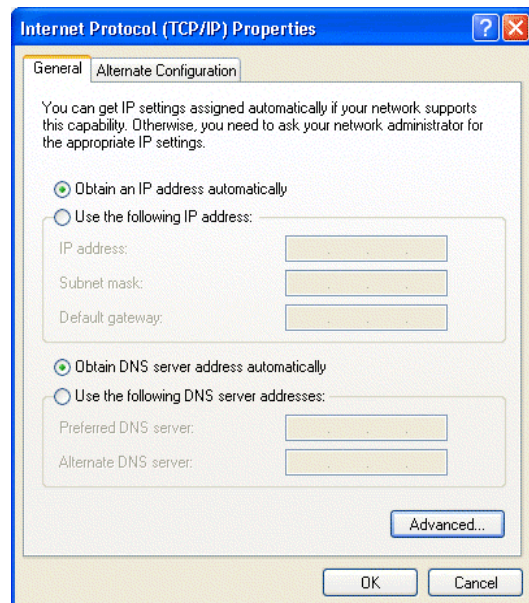 Internet Protocol (TCP/IP) Properties
General
Alternate Configuration
You can get IP settings assigned automatically if your network supports
this capability. Otherwise, you need to ask your network administrator for
the appropriate IP settings.
Obtain an IP address automatically
Use the following IP address:
IP address:
Subnet mask:
Default gateway:
Obtain DNS server address automatically
Use the following DNS server addresses:
Preferred DNS server:
Alternate DNS server:
Advanced...
OK
Cancel